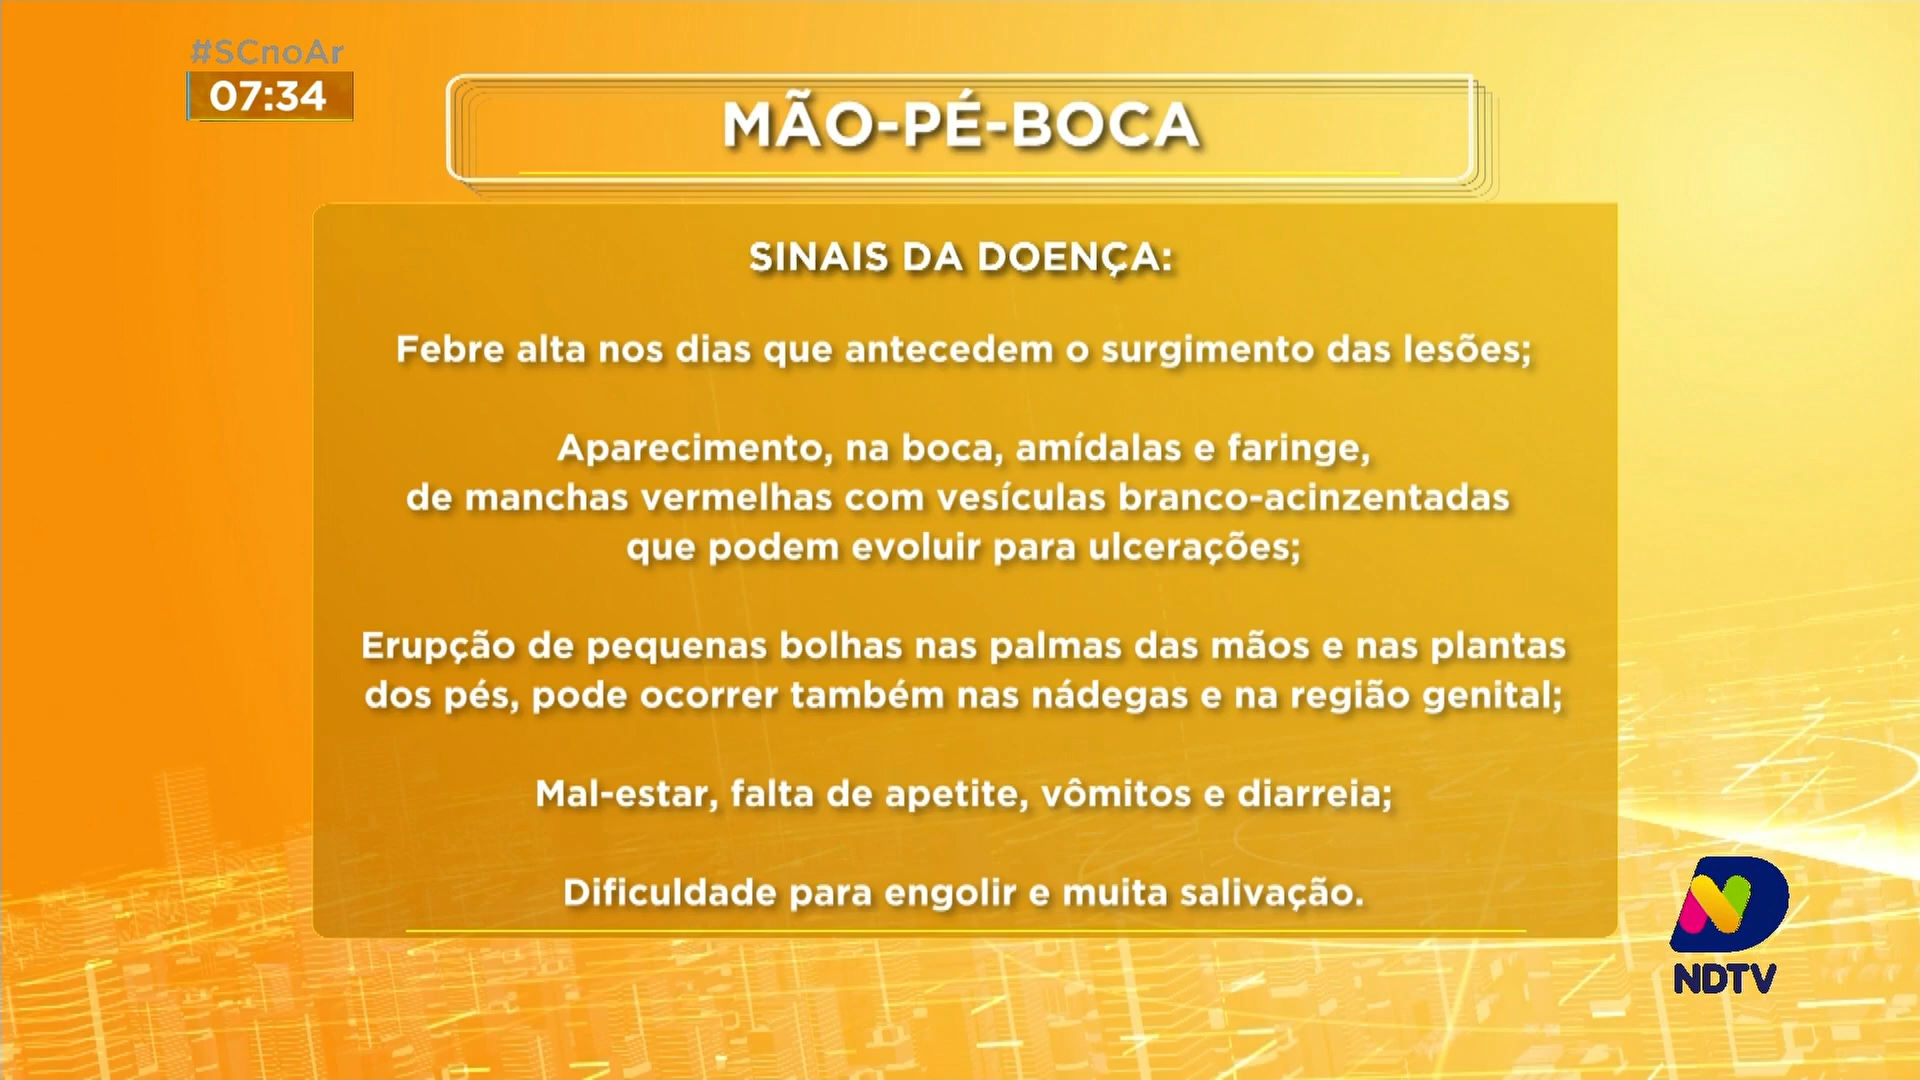 #SCnoAr
07:34
MÃO-PÉ-BOCA
SINAIS DA DOENÇA:
Febre alta nos dias que antecedem o surgimento das lesões;
Aparecimento, na boca, amídalas e faringe,
de manchas vermelhas com vesículas branco-acinzentadas
que podem evoluir para ulcerações;
Erupção de pequenas bolhas nas palmas das mãos e nas plantas
dos pés, pode ocorrer também nas nádegas e na região genital;
Mal-estar, falta de apetite, vômitos e diarreia;
Dificuldade para engolir e muita salivação.
NDTV